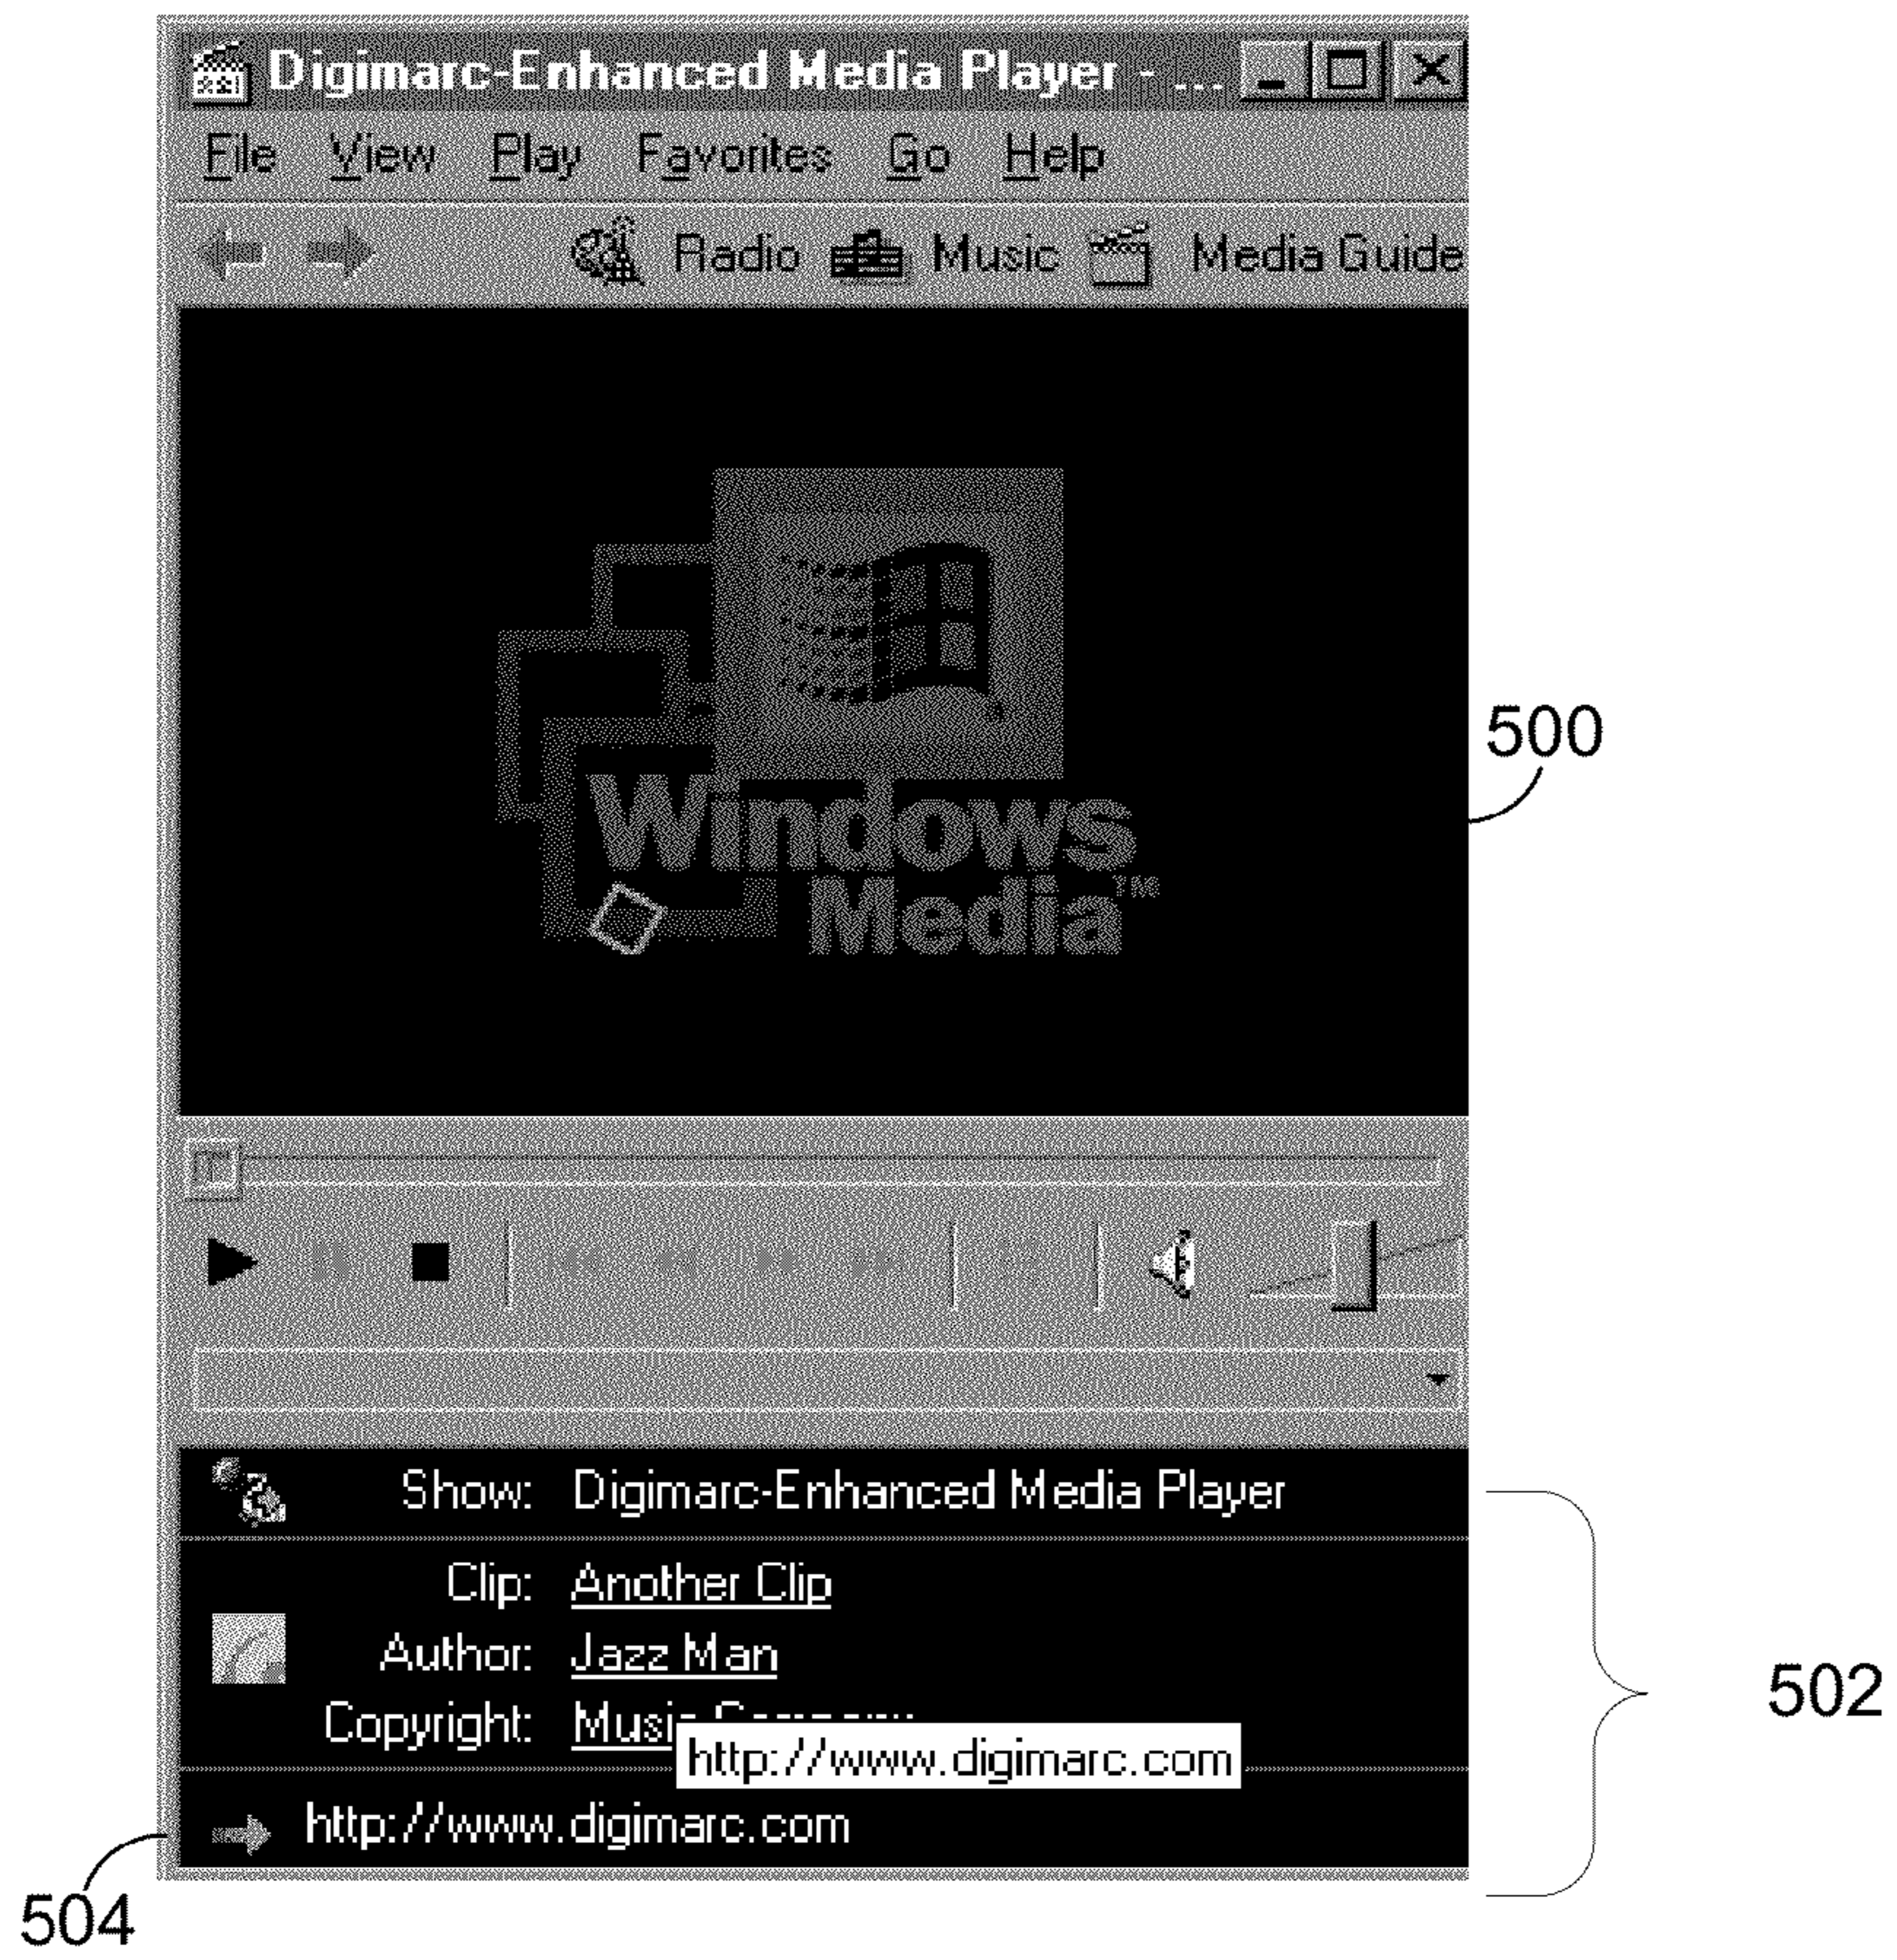 Digimarc-Enhanced Media Player - ...
File View Play Favorites Go Help
Radio Music Media Guide
Windows
Media™
500
Show: Digimarc-Enhanced Media Player
Clip: Another Clip
Author: Jazz Man
Copyright: Music
http://www.digimarc.com
http://www.digimarc.com
502
504